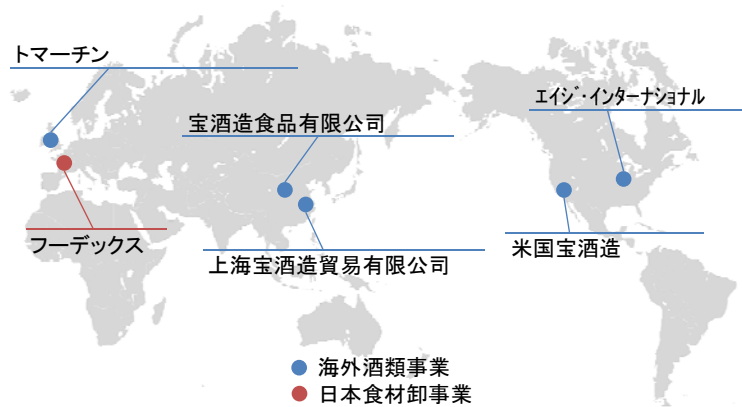 トマーチン
エイジ・インターナショナル
宝酒造食品有限公司
フーデックス
上海宝酒造貿易有限公司
米国宝酒造
海外酒類事業
日本食材卸事業